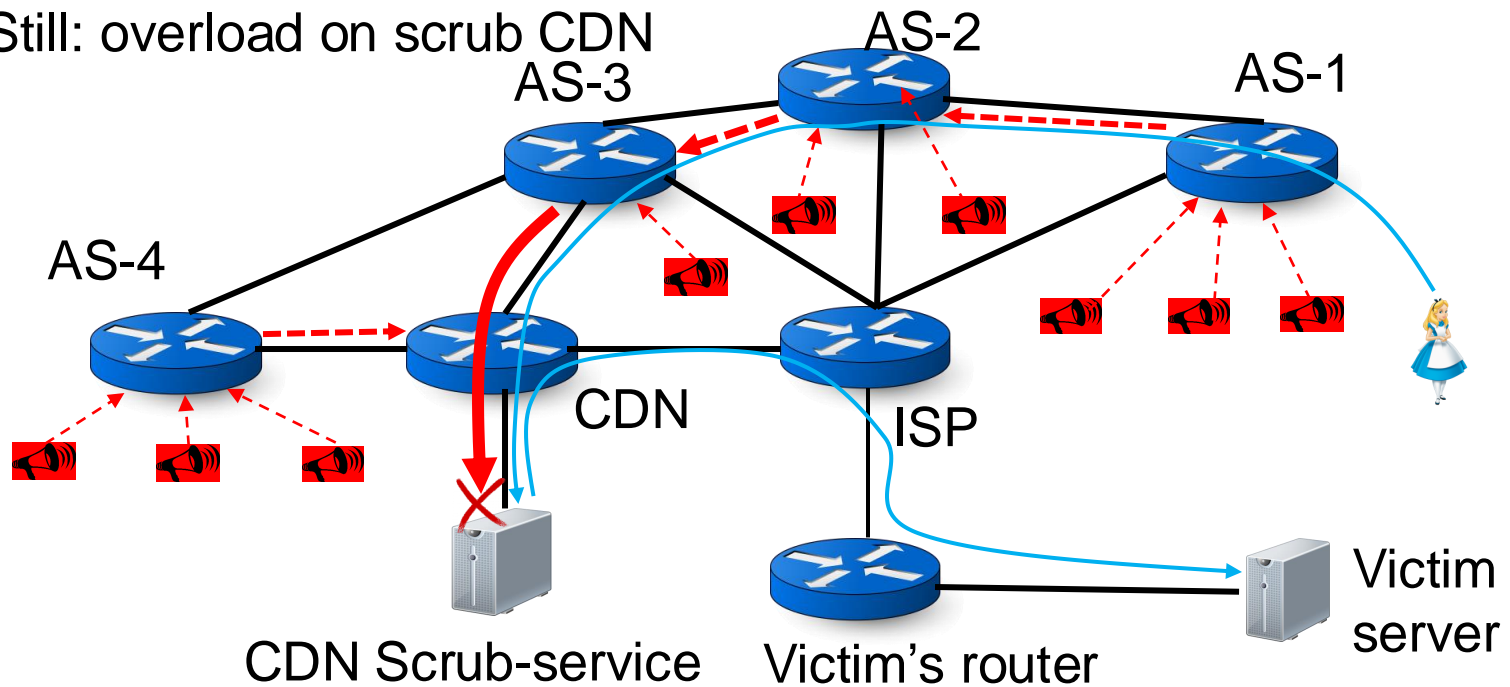 Still: overload on scrub CDN
AS-2
AS-3
AS-1
AS-4
CDN
ISP
Victim
server
CDN Scrub-service
Victim's router